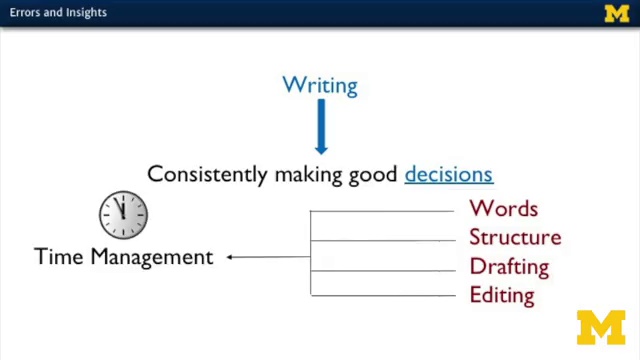 Errors and Insights
M
Writing
Consistently making good decisions
Words
Structure
Time Management
Drafting
Editing
M